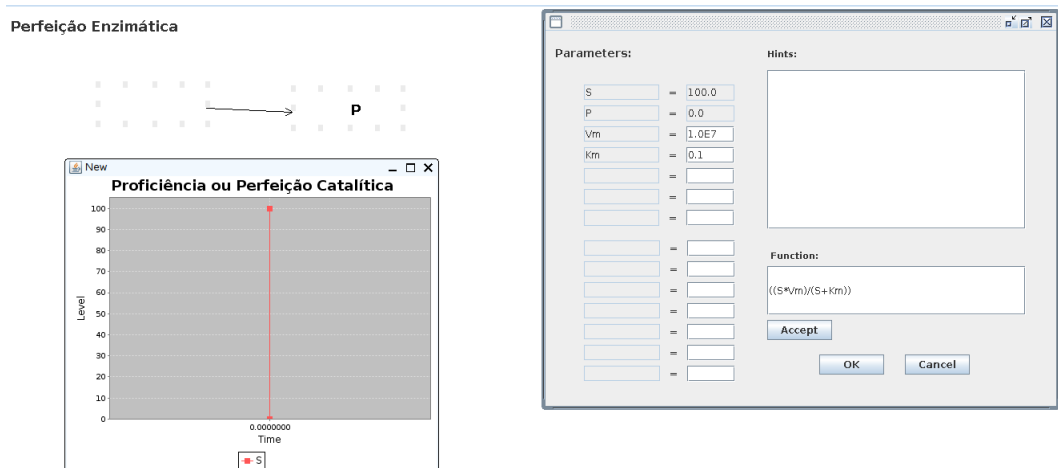 Perfeição Enzimática
P
New
Proficiência ou Perfeição Catalítica
100
90
80
70
60
50
40
30
20
10
0
Level
0.0000000
Time
S
Parameters:
S = 100.0
P = 0.0
Vm = 1.0E7
Km = 0.1
=
=
=
=
=
=
=
=
=
=
Hints:
Function:
((S*Vm)/(S+Km))
Accept
OK Cancel